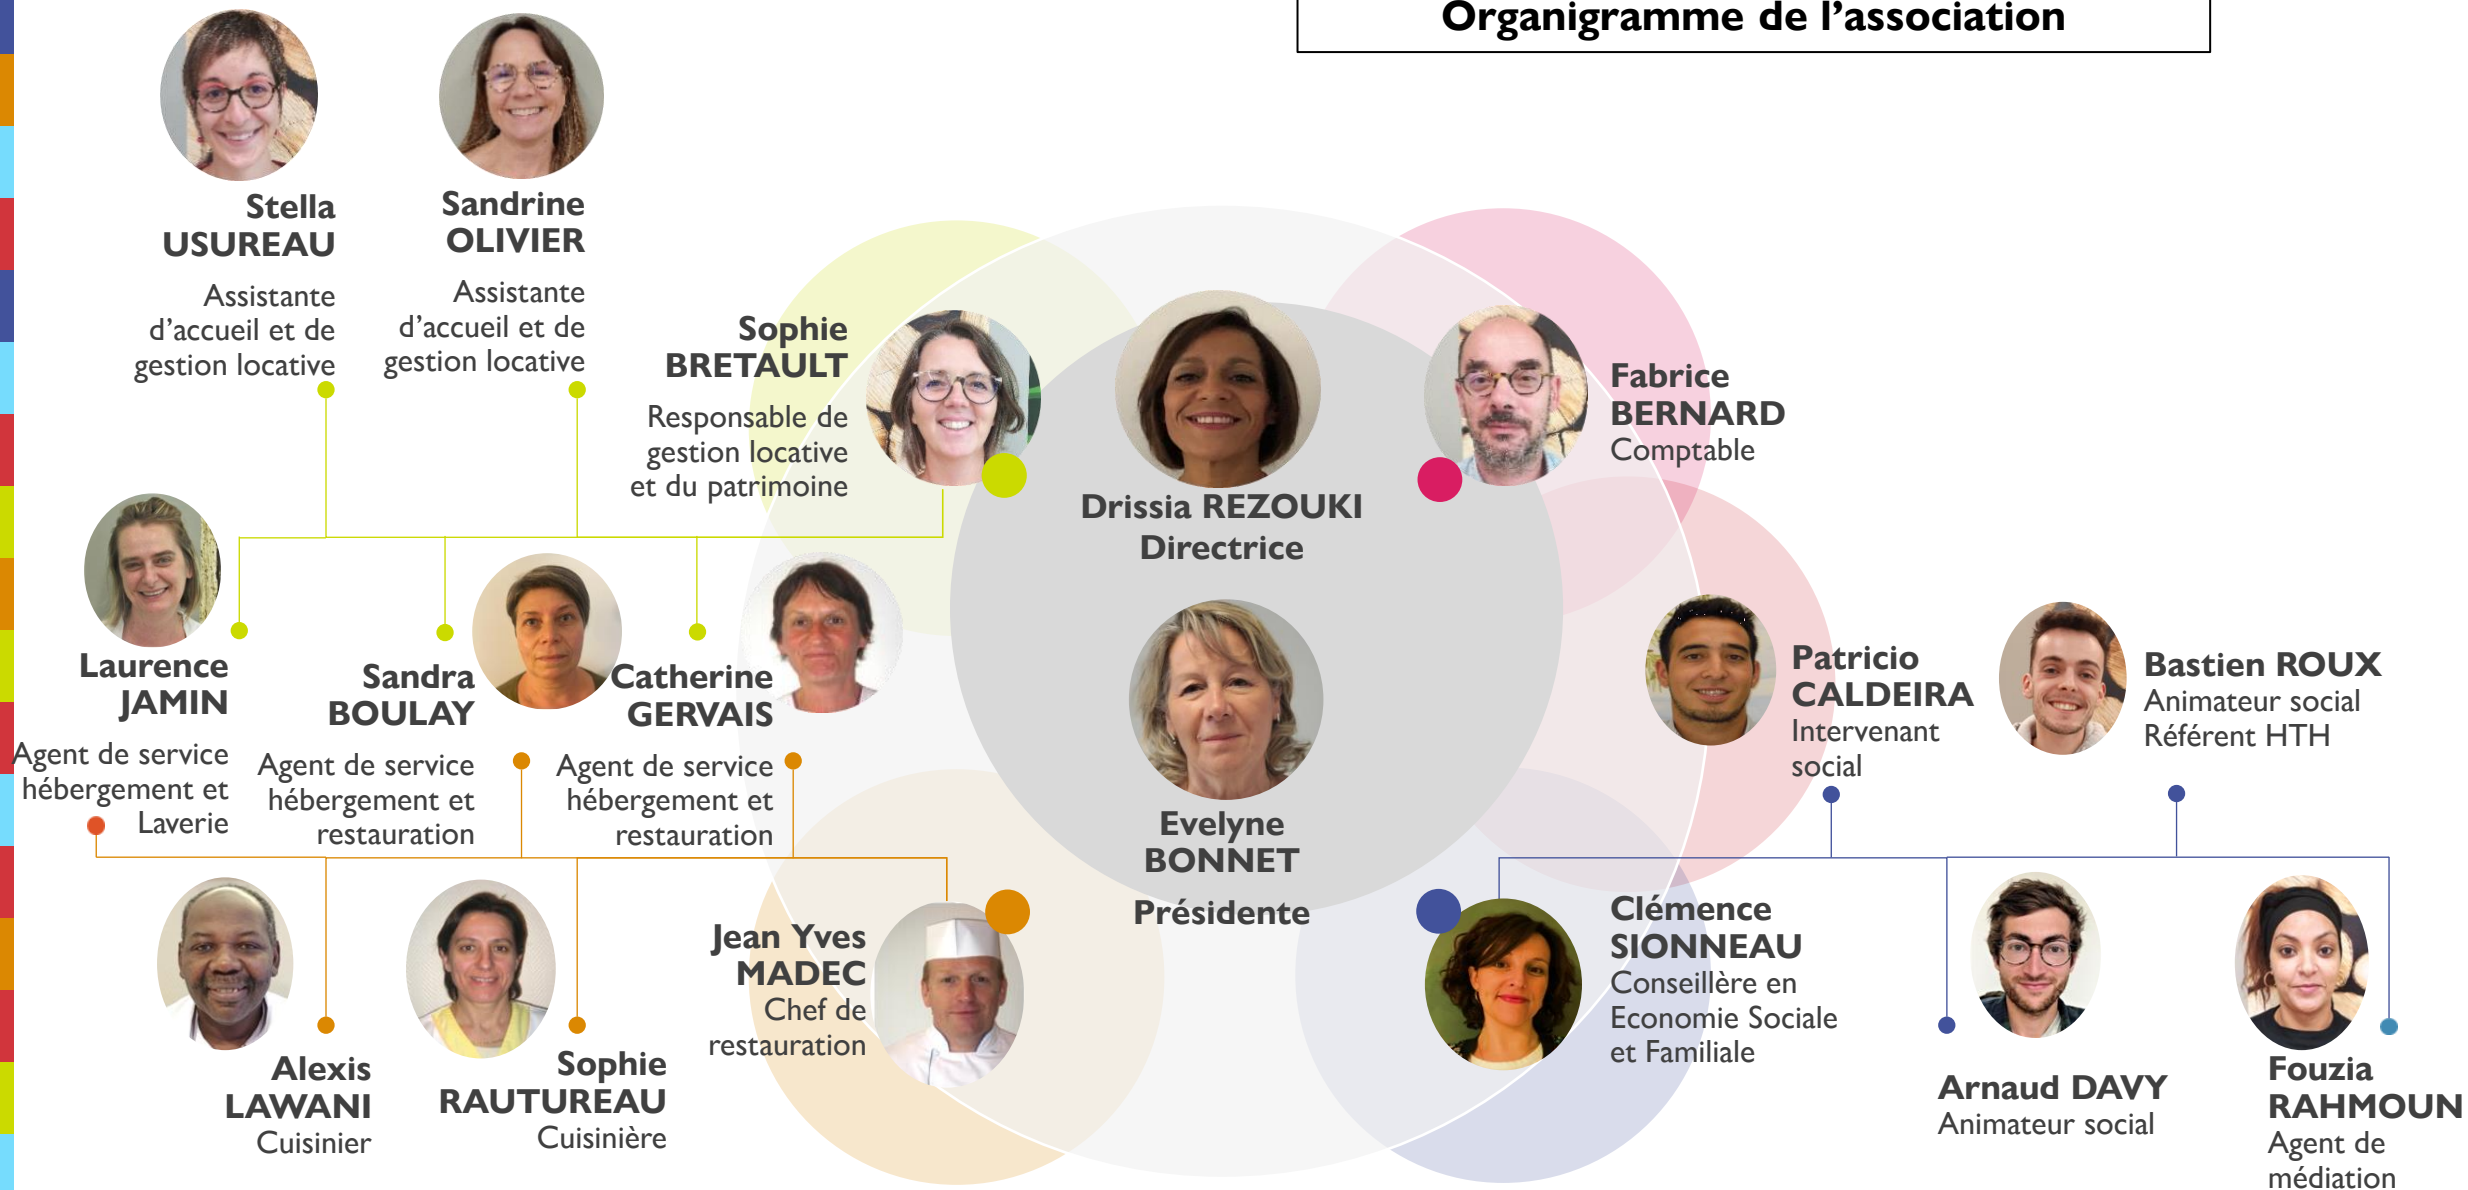 Organigramme de l'association
Stella
USUREAU
Assistante
d'accueil et de
gestion locative
Sandrine
OLIVIER
Assistante
d'accueil et de
gestion locative
Sophie
BRETAULT
Responsable de
gestion locative
et du patrimoine
Drissia REZOUKI
Directrice
Fabrice
BERNARD
Comptable
Laurence
JAMIN
Agent de service
hébergement et
Laverie
Sandra
BOULAY
Agent de service
hébergement et
restauration
Catherine
GERVAIS
Agent de service
hébergement et
restauration
Evelyne
BONNET
Présidente
Patricio
CALDEIRA
Intervenant
social
Bastien ROUX
Animateur social
Référent HTH
Alexis
LAWANI
Cuisinier
Sophie
RAUTUREAU
Cuisinière
Jean Yves
MADEC
Chef de
restauration
Clémence
SIONNEAU
Conseillère en
Economie Sociale
et Familiale
Arnaud DAVY
Animateur social
Fouzia
RAHMOUN
Agent de
médiation